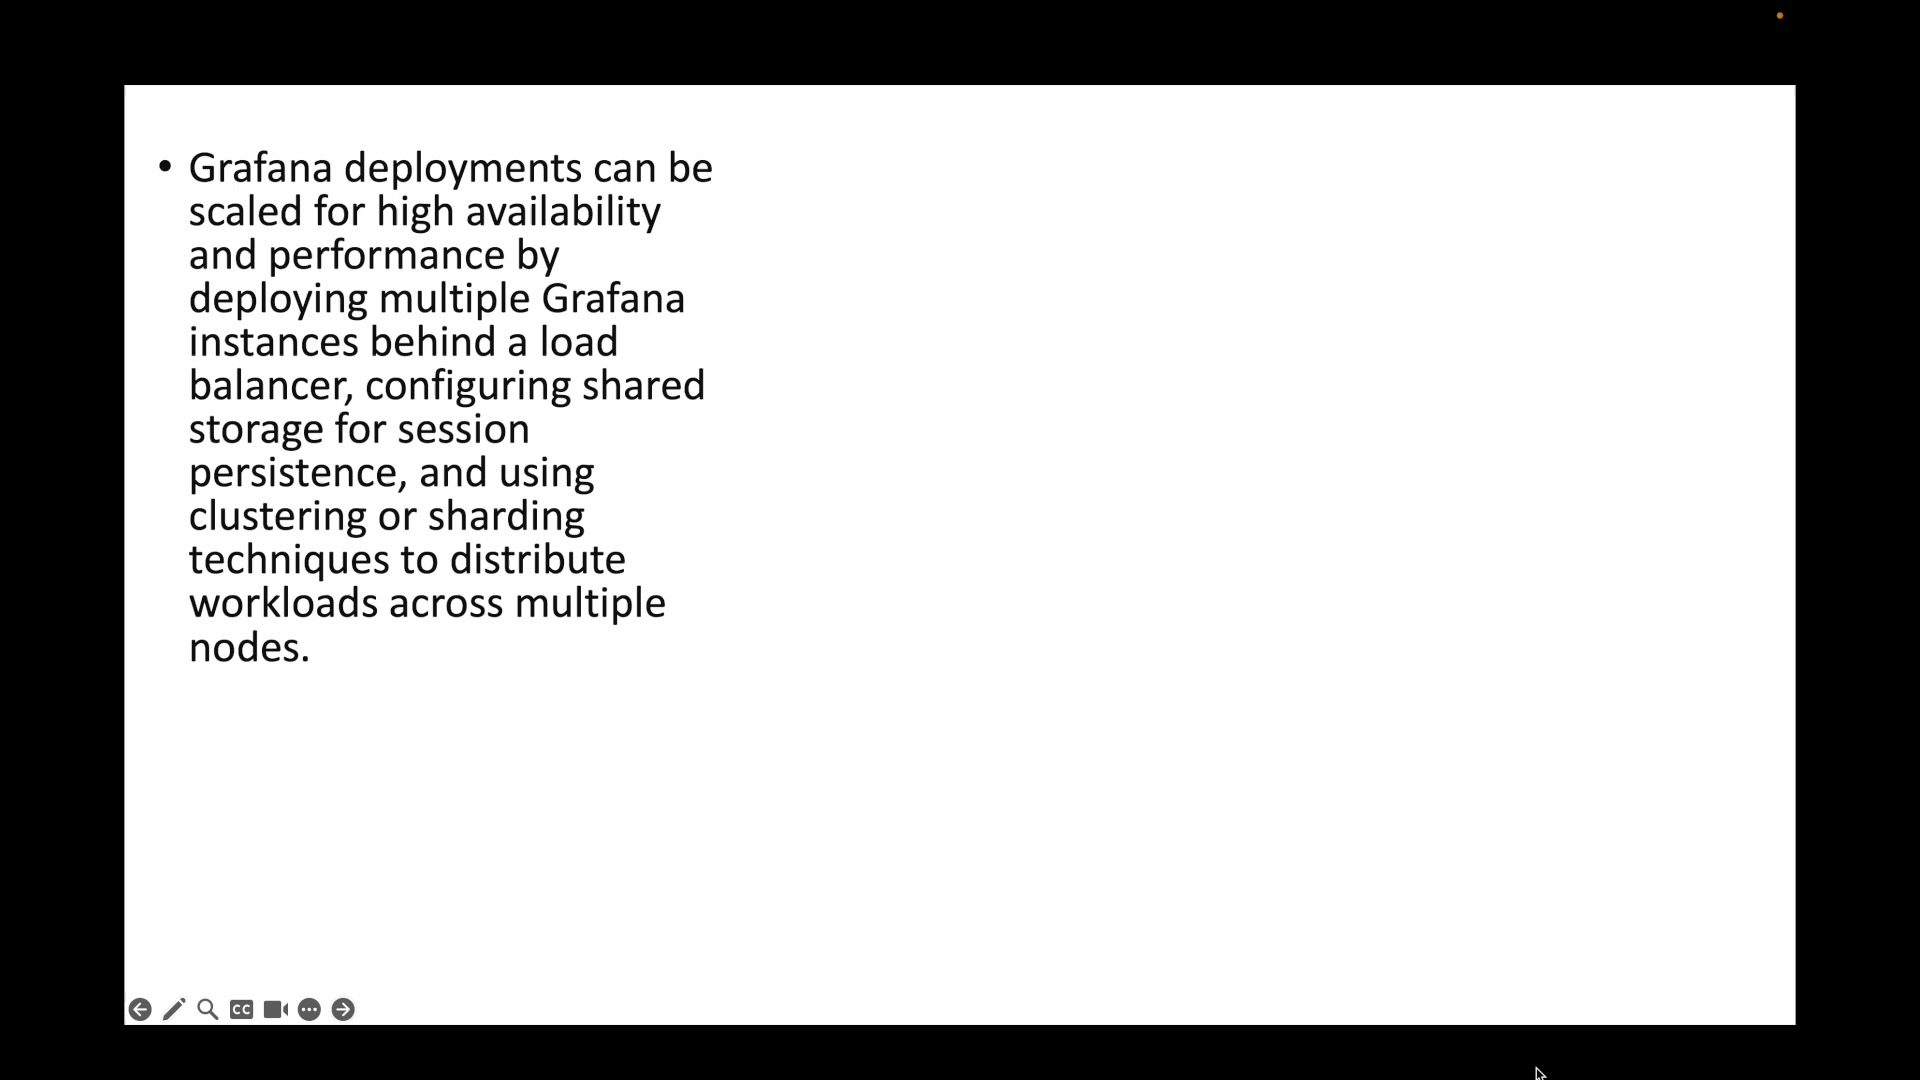 • Grafana deployments can be
scaled for high availability
and performance by
deploying multiple Grafana
instances behind a load
balancer, configuring shared
storage for session
persistence, and using
clustering or sharding
techniques to distribute
workloads across multiple
nodes.
CC